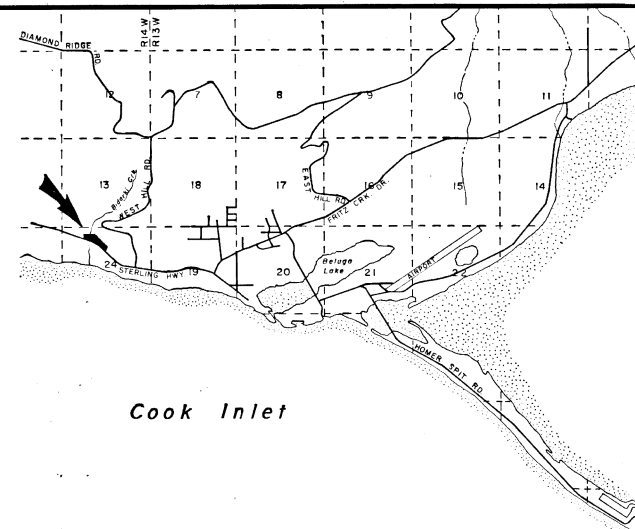 DIAMOND RIDGE RD.
R14W
R13W
12
7
8
9
10
11
13
WEST HILL RD.
18
17
EAST HILL RD.
16
FRITZ CRK DR.
15
14
24
STERLING HWY.
19
20
Beluga
Lake
21
AIRPORT
22
HOMER SPIT RD.
Cook Inlet